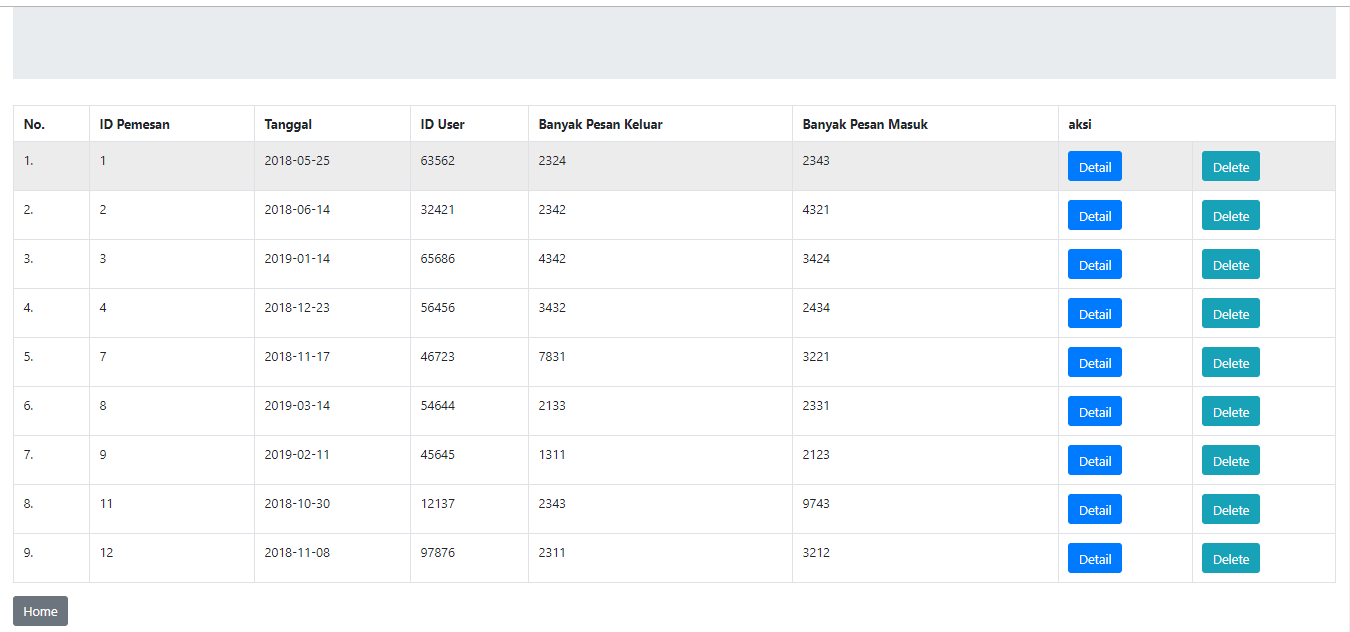 No. ID Pemesan Tanggal ID User Banyak Pesan Keluar Banyak Pesan Masuk aksi
1. 1 2018-05-25 63562 2324 2343 Detail Delete
2. 2 2018-06-14 32421 2342 4321 Detail Delete
3. 3 2019-01-14 65686 4342 3424 Detail Delete
4. 4 2018-12-23 56456 3432 2434 Detail Delete
5. 7 2018-11-17 46723 7831 3221 Detail Delete
6. 8 2019-03-14 54644 2133 2331 Detail Delete
7. 9 2019-02-11 45645 1311 2123 Detail Delete
8. 11 2018-10-30 12137 2343 9743 Detail Delete
9. 12 2018-11-08 97876 2311 3212 Detail Delete
Home